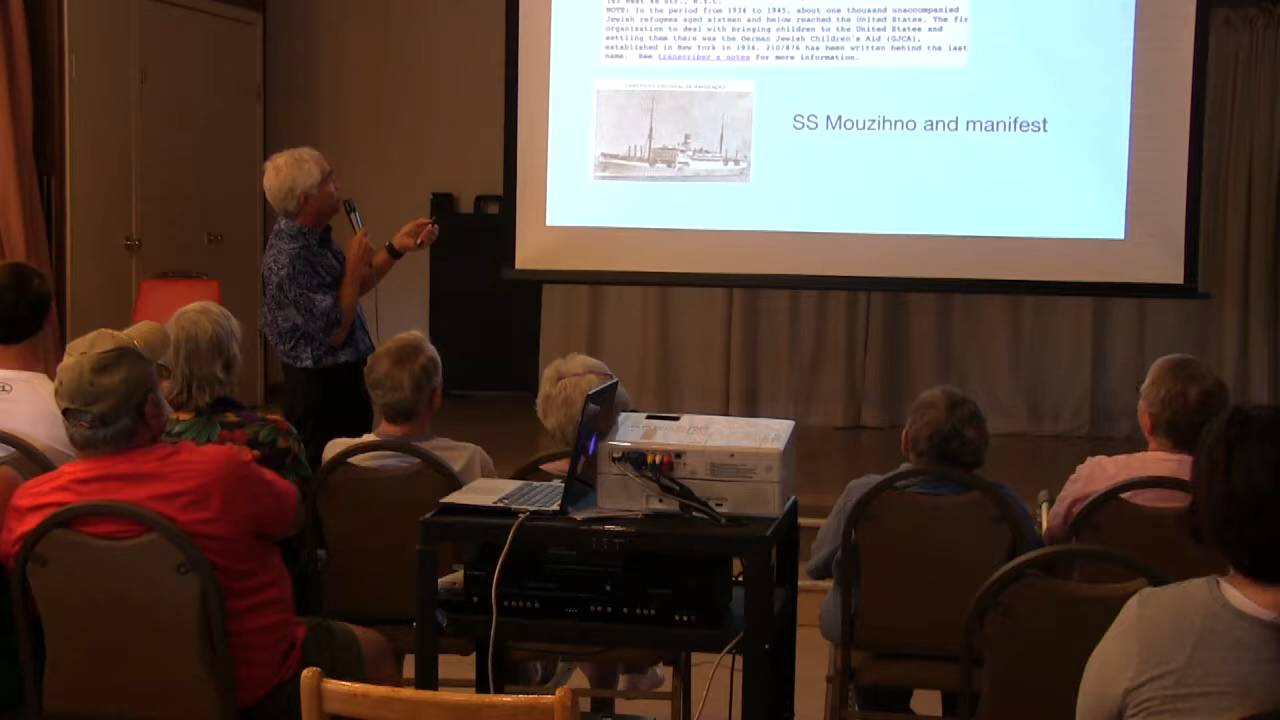 NOTE: In the period from 1934 to 1945, about one thousand unaccompanied
Jewish refugees aged sixteen and below reached the United States. The fir
organization to deal with bringing children to the United States and
settling them there was the German Jewish Children's Aid (GJCA),
established in New York in 1934. 210/876 has been written behind the last
name. See transcriber's notes for more information.
SS Mouzihno and manifest